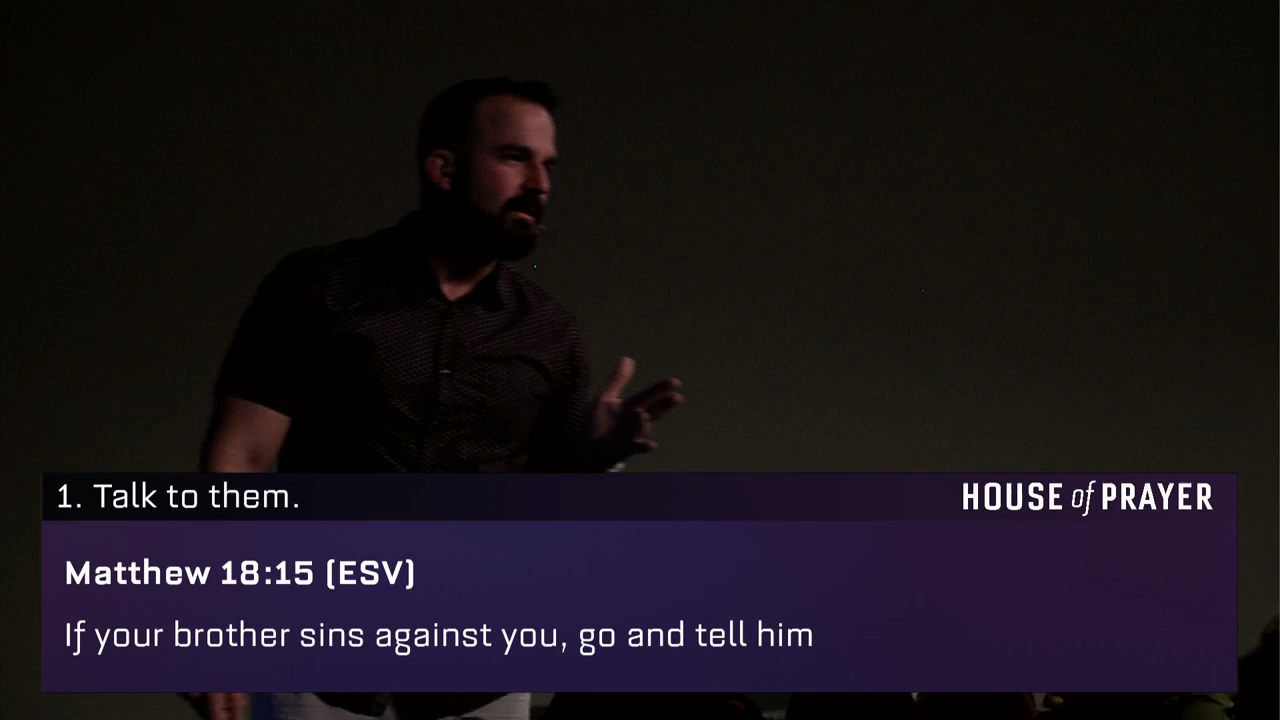 1. Talk to them.
HOUSE of PRAYER
Matthew 18:15 (ESV)
If your brother sins against you, go and tell him